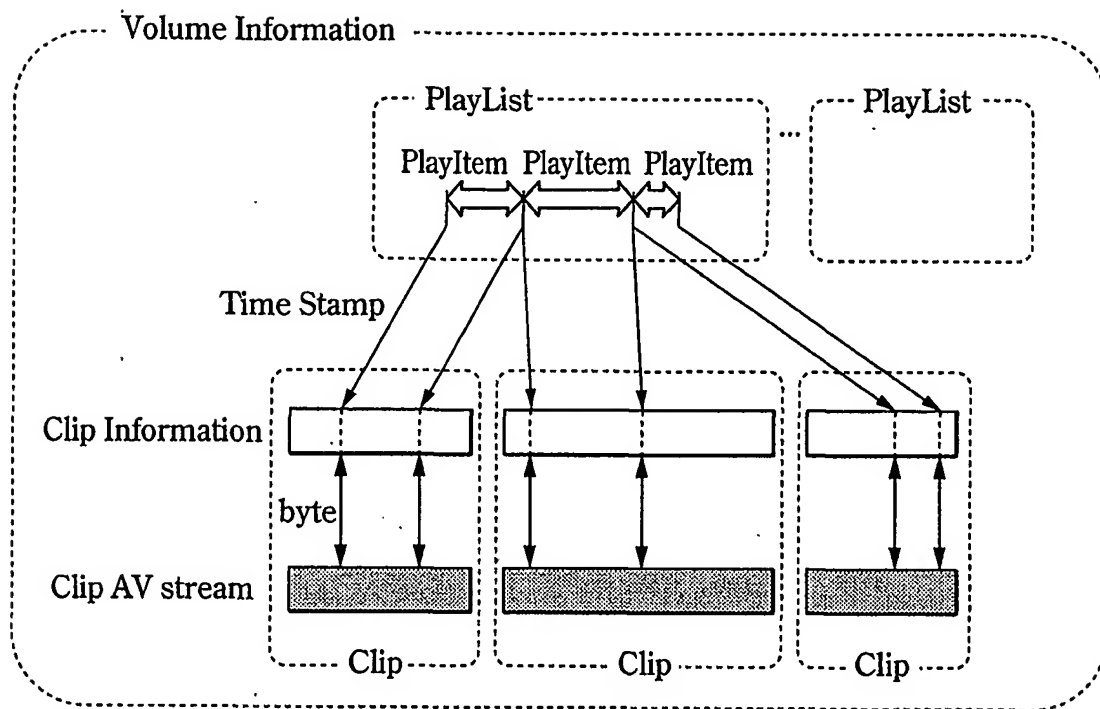 Volume Information
PlayList
...
PlayList
PlayItem PlayItem PlayItem
Time Stamp
Clip Information
byte
Clip AV stream
Clip
Clip
Clip